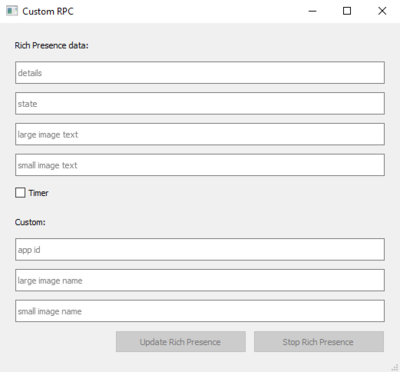 Custom RPC
Rich Presence data:
details
state
large image text
small image text
Timer
Custom:
app id
large image name
small image name
Update Rich Presence
Stop Rich Presence